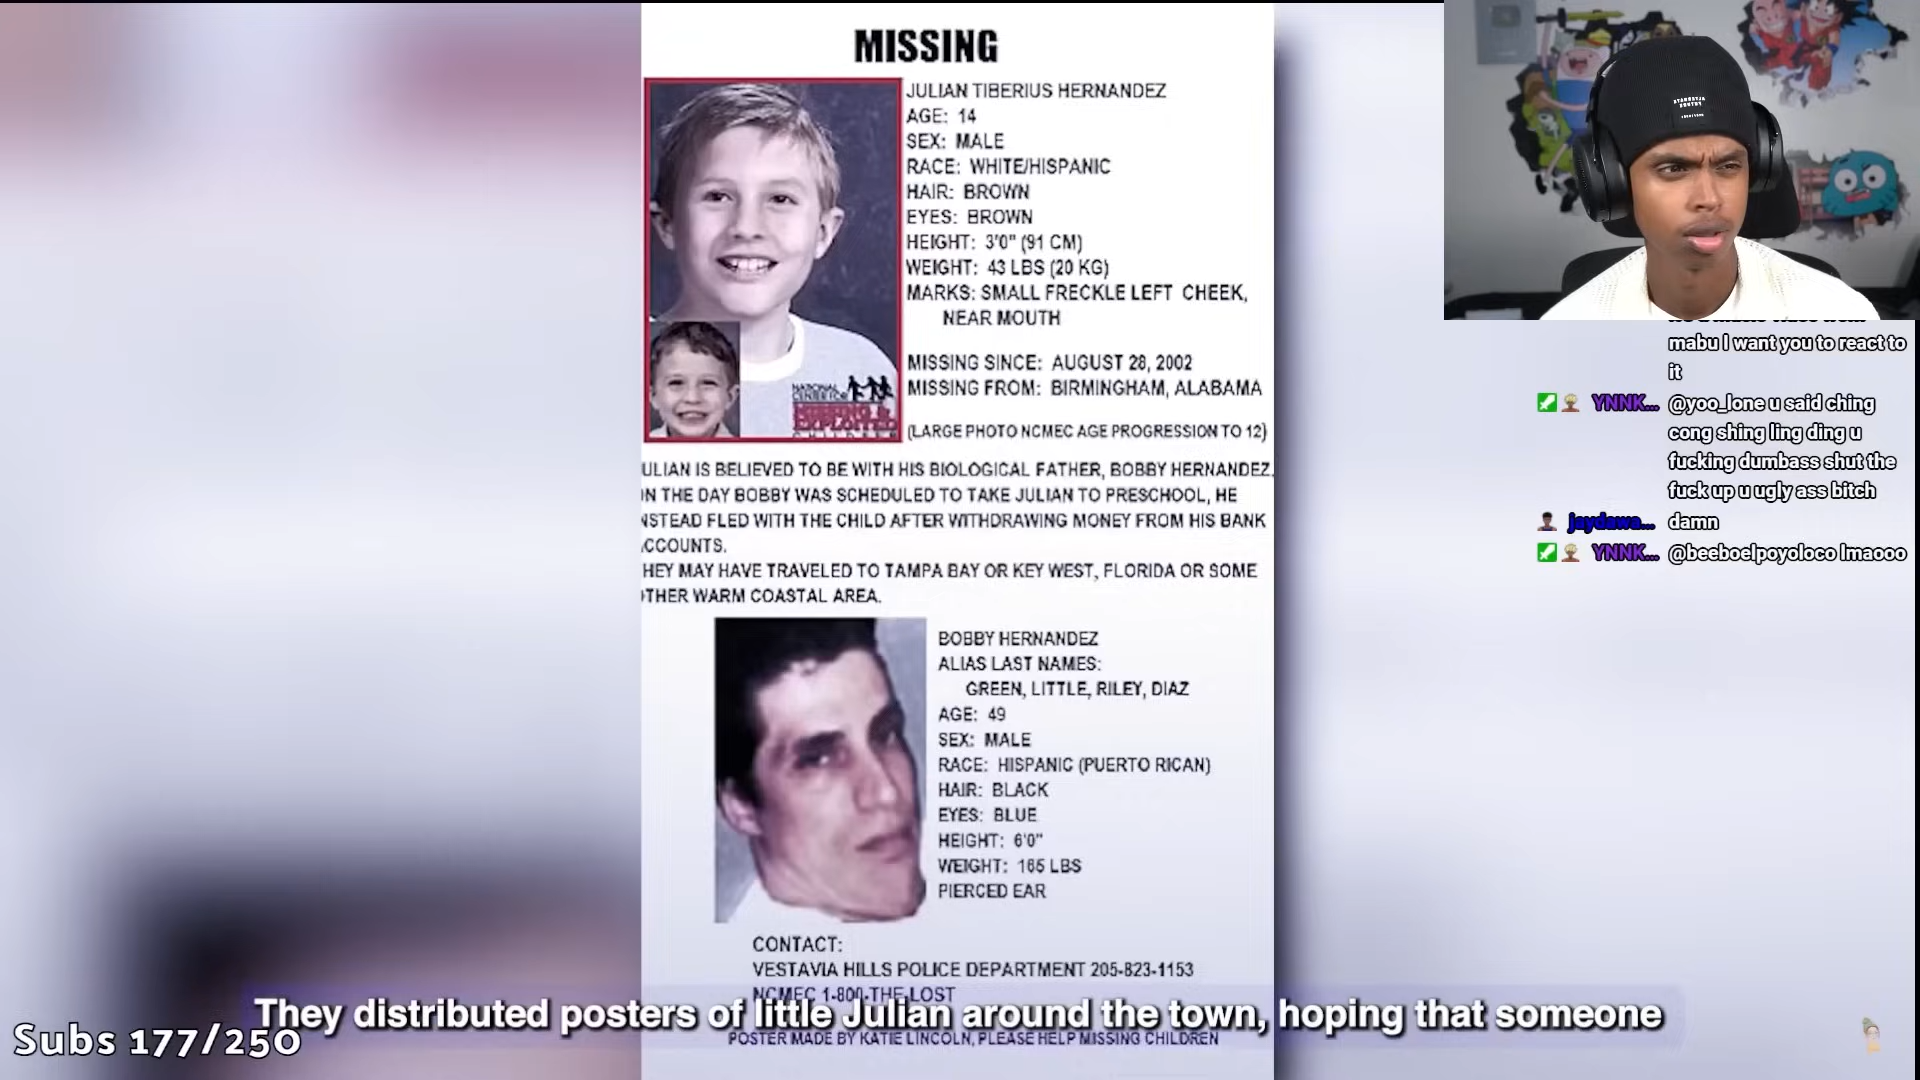 MISSING
JULIAN TIBERIUS HERNANDEZ
AGE: 14
SEX: MALE
RACE: WHITE/HISPANIC
HAIR: BROWN
EYES: BROWN
HEIGHT: 3'0" (91 CM)
WEIGHT: 43 LBS (20 KG)
MARKS: SMALL FRECKLE LEFT CHEEK,
NEAR MOUTH
MISSING SINCE: AUGUST 28, 2002
MISSING FROM: BIRMINGHAM, ALABAMA
(LARGE PHOTO NCMEC AGE PROGRESSION TO 12)
NATIONAL
CENTER FOR
MISSING &
EXPLOITED
CHILDREN
ULIAN IS BELIEVED TO BE WITH HIS BIOLOGICAL FATHER, BOBBY HERNANDEZ.
N THE DAY BOBBY WAS SCHEDULED TO TAKE JULIAN TO PRESCHOOL, HE
NSTEAD FLED WITH THE CHILD AFTER WITHDRAWING MONEY FROM HIS BANK
CCOUNTS.
HEY MAY HAVE TRAVELED TO TAMPA BAY OR KEY WEST, FLORIDA OR SOME
THER WARM COASTAL AREA.
BOBBY HERNANDEZ
ALIAS LAST NAMES:
GREEN, LITTLE, RILEY, DIAZ
AGE: 49
SEX: MALE
RACE: HISPANIC (PUERTO RICAN)
HAIR: BLACK
EYES: BLUE
HEIGHT: 6'0"
WEIGHT: 165 LBS
PIERCED EAR
CONTACT:
VESTAVIA HILLS POLICE DEPARTMENT 205-823-1153
NCMEC 1-800-THE-LOST
They distributed posters of little Julian around the town, hoping that someone
POSTER MADE BY KATIE LINCOLN, PLEASE HELP MISSING CHILDREN
Subs 177/250
mabu I want you to react to
it
YNNK... @yoo_lone u said ching
cong shing ling ding u
fucking dumbass shut the
fuck up u ugly ass bitch
jaydawa... damn
YNNK... @beeboelpoyoloco lmaooo